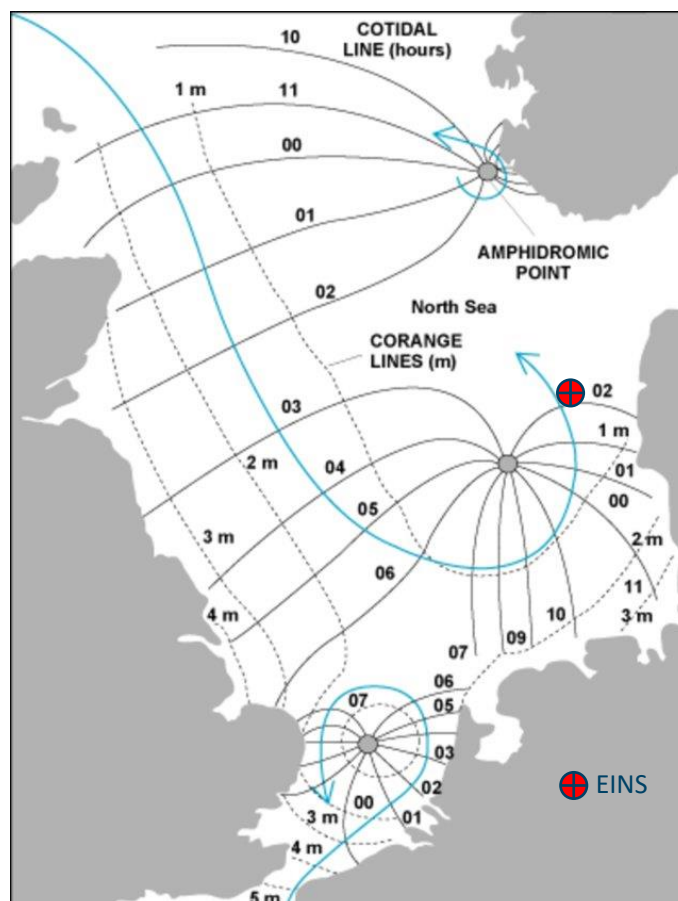 10
COTIDAL
LINE (hours)
1 m
11
00
01
AMPHIDROMIC
POINT
02
North Sea
CORANGE
LINES (m)
03
02
1 m
2 m
04
01
05
00
3 m
2 m
06
11
4 m
10
3 m
09
07
06
07
05
03
02
EINS
00
3 m
01
4 m
5 m